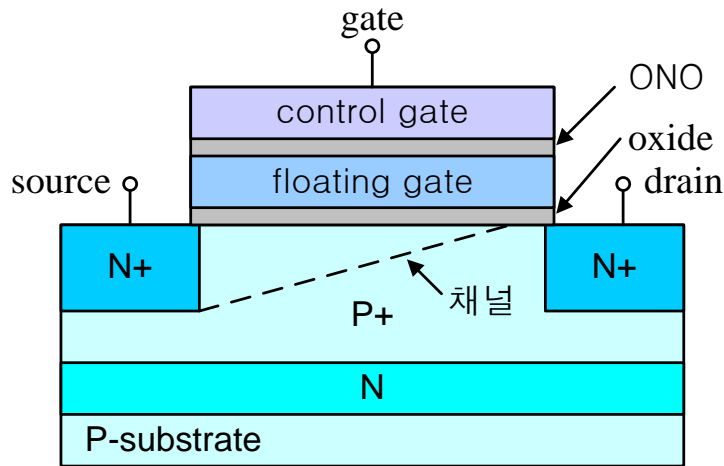 gate
ONO
control gate
oxide
source
floating gate
drain
N+
N+
채널
P+
N
P-substrate